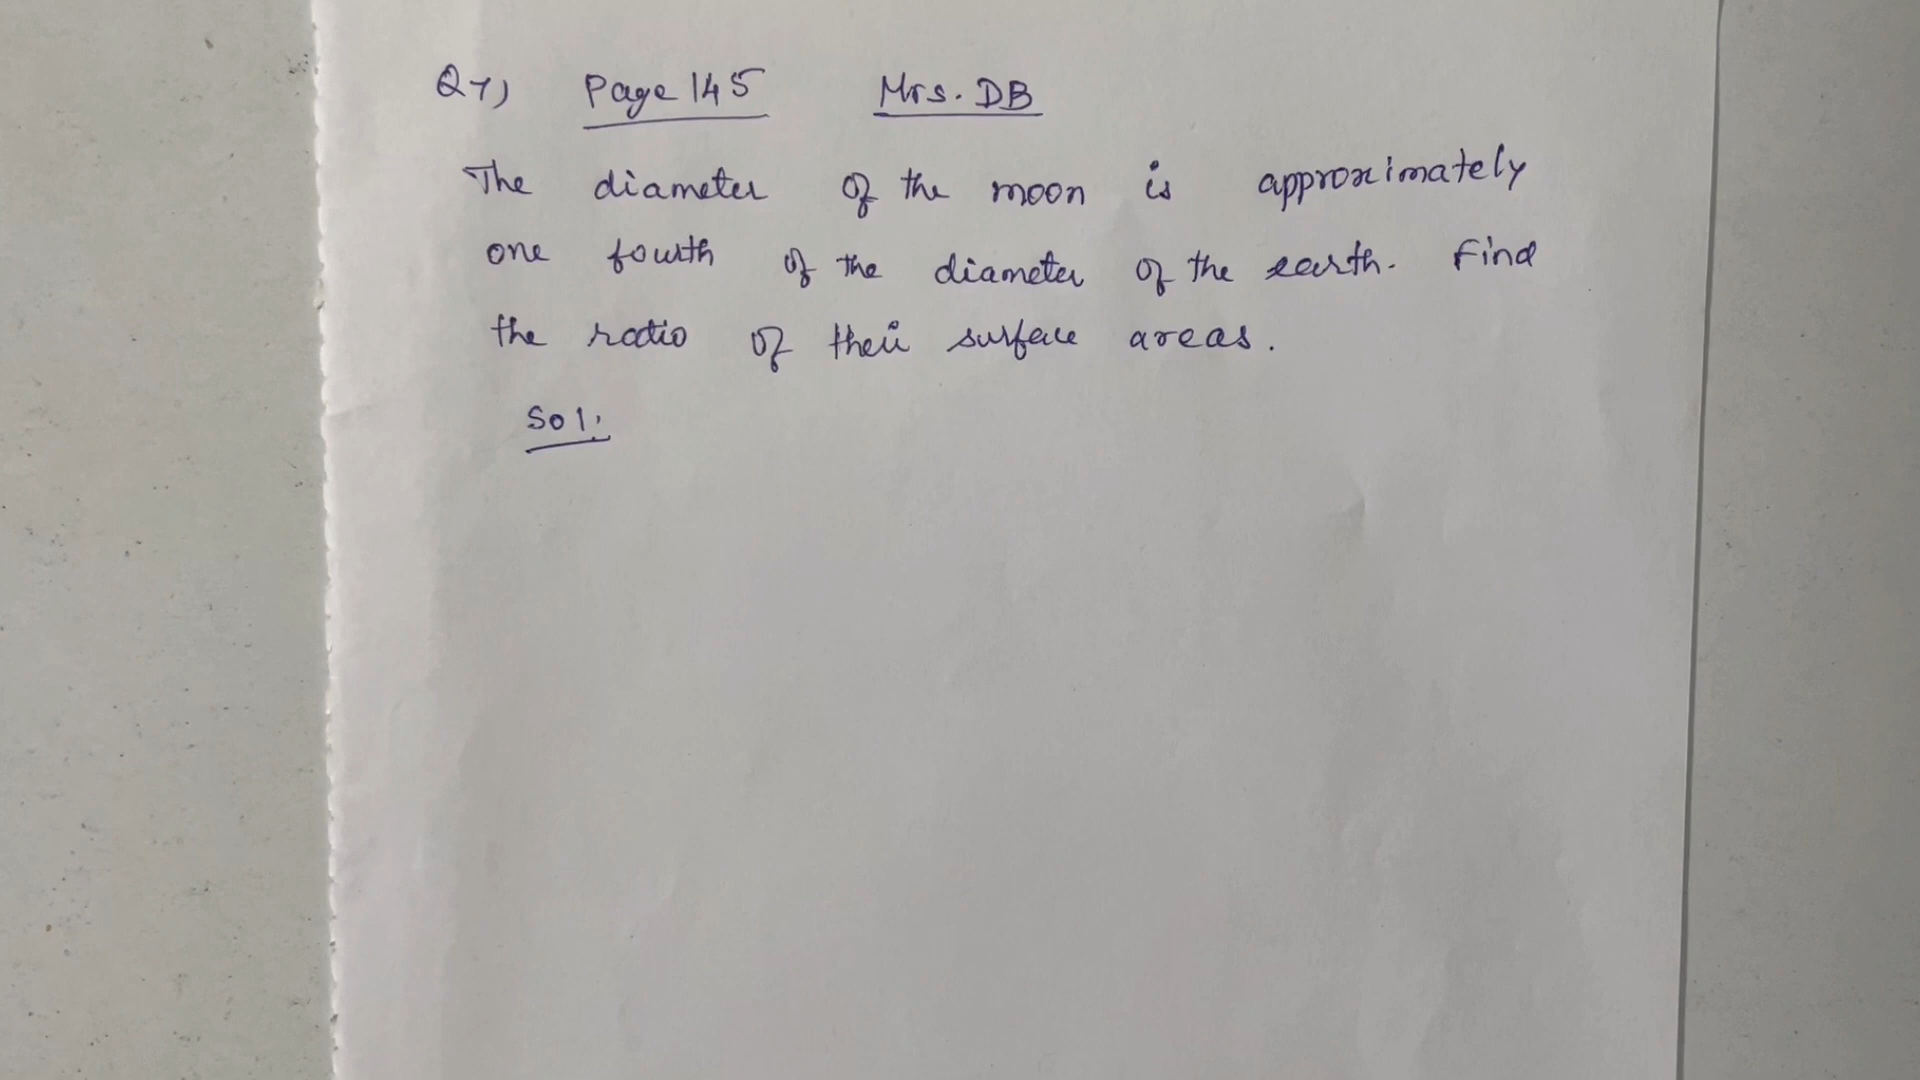 Q7) Page 145 Mrs. DB
The diameter of the moon is approximately
one fourth of the diameter of the earth. Find
the ratio of their surface areas.
Sol: